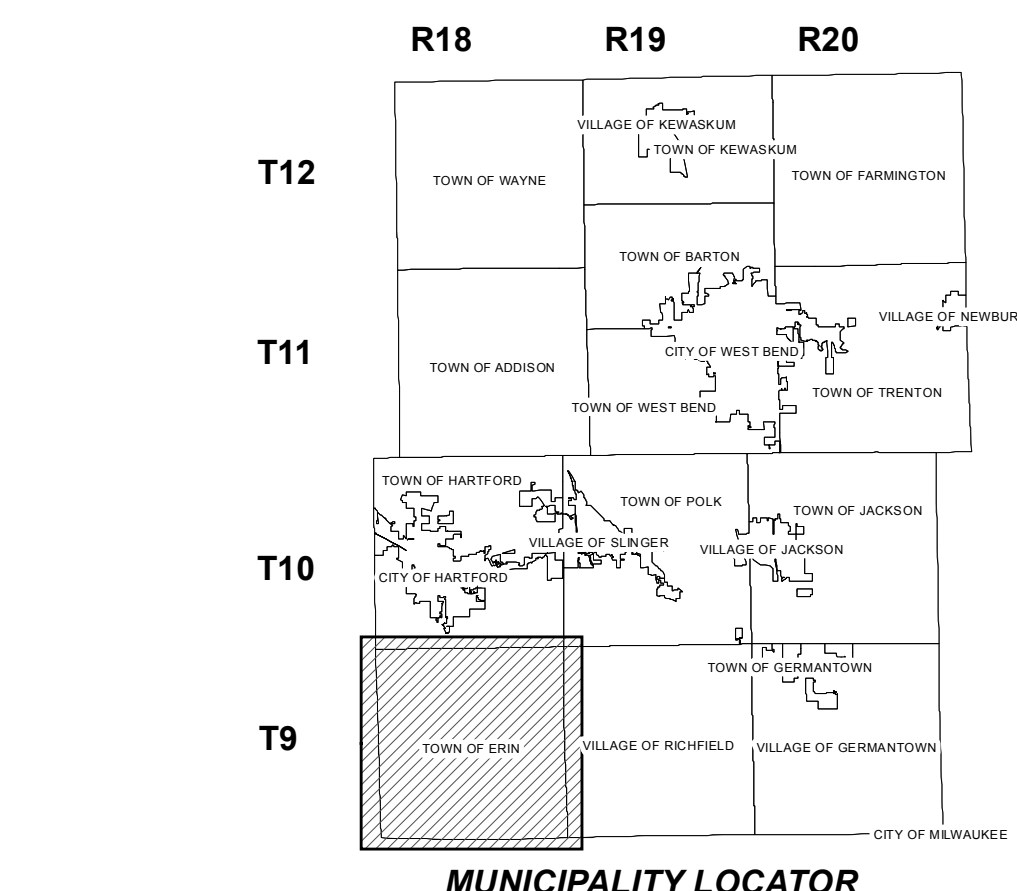 R18 R19 R20
T12
VILLAGE OF KEWASKUM
TOWN OF KEWASKUM
TOWN OF WAYNE
TOWN OF FARMINGTON
TOWN OF BARTON
VILLAGE OF NEWBUR
T11
CITY OF WEST BEND
TOWN OF ADDISON
TOWN OF TRENTON
TOWN OF WEST BEND
TOWN OF HARTFORD
TOWN OF POLK
TOWN OF JACKSON
VILLAGE OF SLINGER
VILLAGE OF JACKSON
T10
CITY OF HARTFORD
TOWN OF GERMANTOWN
T9
TOWN OF ERIN
VILLAGE OF RICHFIELD
VILLAGE OF GERMANTOWN
CITY OF MILWAUKEE
MUNICIPALITY LOCATOR